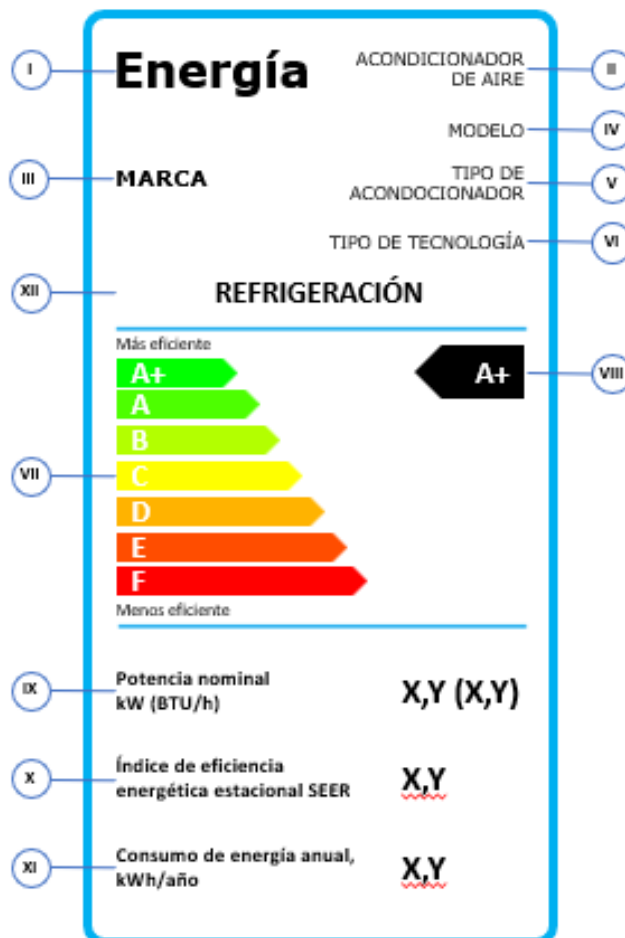 I
Energía
ACONDICIONADOR
DE AIRE
II
MODELO
IV
III
MARCA
TIPO DE
ACONDOCIONADOR
V
TIPO DE TECNOLOGÍA
VI
XII
REFRIGERACIÓN
Más eficiente
A+
A+
VIII
A
B
VII
C
D
E
F
Menos eficiente
IX
Potencia nominal
kW (BTU/h)
X,Y (X,Y)
X
Índice de eficiencia
energética estacional SEER
X,Y
XI
Consumo de energía anual,
kWh/año
X,Y